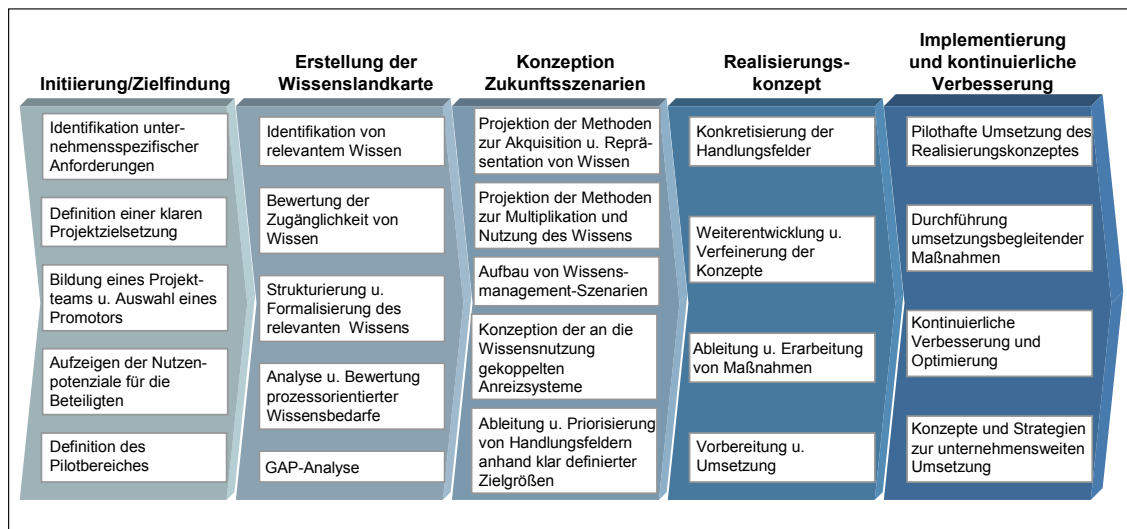 Initiierung/Zielfindung
Identifikation unter-
nehmensspezifischer
Anforderungen
Definition einer klaren
Projektzielsetzung
Bildung eines Projekt-
teams u. Auswahl eines
Promotors
Aufzeigen der Nutzen-
potenziale für die
Beteiligten
Definition des
Pilotbereiches
Erstellung der
Wissenslandkarte
Identifikation von
relevantem Wissen
Bewertung der
Zugänglichkeit von
Wissen
Strukturierung u.
Formalisierung des
relevanten Wissens
Analyse u. Bewertung
prozessorientierter
Wissensbedarfe
GAP-Analyse
Konzeption
Zukunftsszenarien
Projektion der Methoden
zur Akquisition u. Reprä-
sentation von Wissen
Projektion der Methoden
zur Multiplikation und
Nutzung des Wissens
Aufbau von Wissens-
management-Szenarien
Konzeption der an die
Wissensnutzung
gekoppelten
Anreizsysteme
Ableitung u. Priorisierung
von Handlungsfeldern
anhand klar definierter
Zielgrößen
Realisierungs-
konzept
Konkretisierung der
Handlungsfelder
Weiterentwicklung u.
Verfeinerung der
Konzepte
Ableitung u. Erarbeitung
von Maßnahmen
Vorbereitung u.
Umsetzung
Implementierung
und kontinuierliche
Verbesserung
Pilothafte Umsetzung des
Realisierungskonzeptes
Durchführung
umsetzungsbegleitender
Maßnahmen
Kontinuierliche
Verbesserung und
Optimierung
Konzepte und Strategien
zur unternehmensweiten
Umsetzung